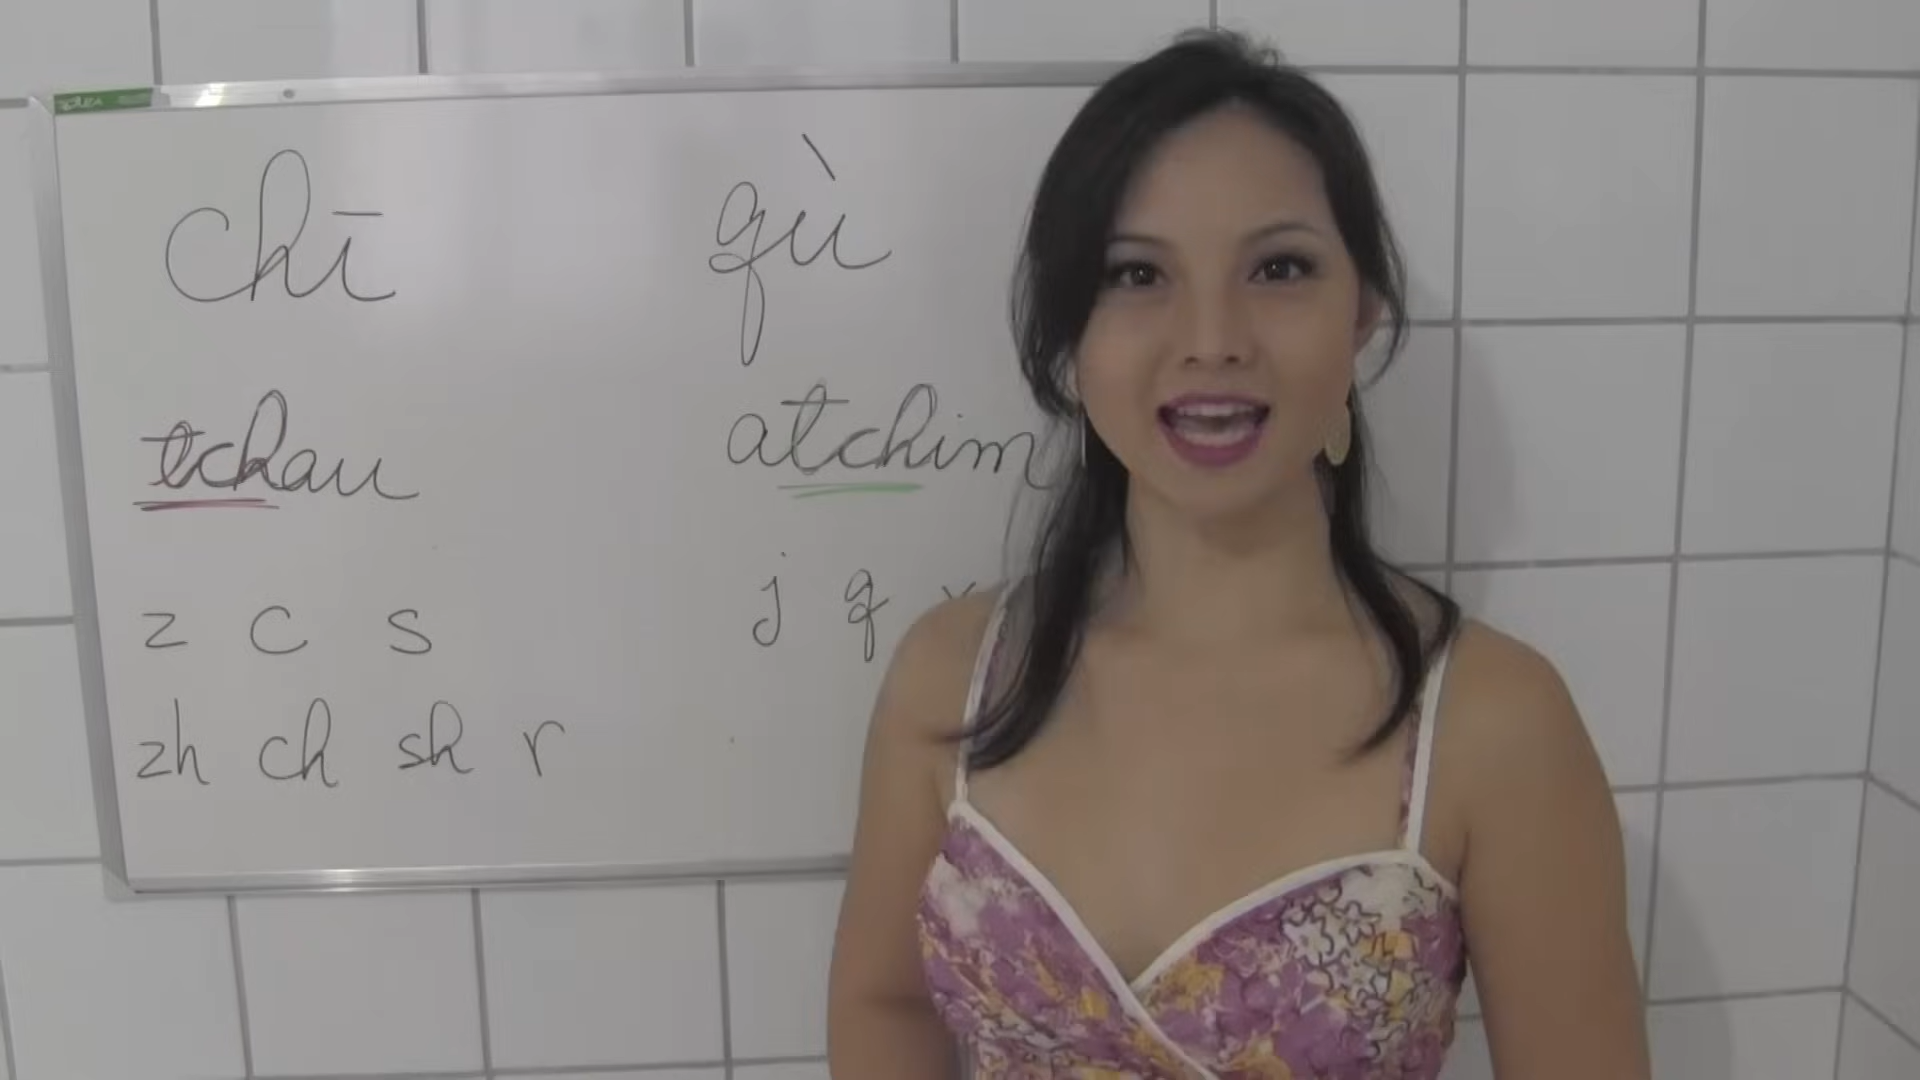 chī qù
tchau atchim
z c s j q
zh ch sh r